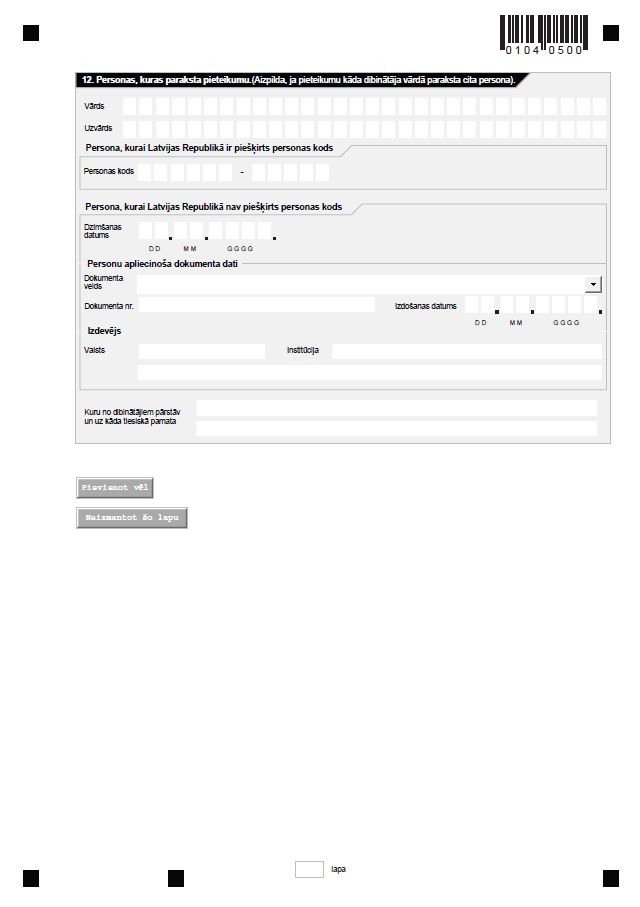 0104 0500
12. Personas, kuras paraksta pieteikumu.(Aizpilda, ja pieteikumu kāda dibinātāja vārdā paraksta cita persona).
Vārds
Uzvārds
Persona, kurai Latvijas Republikā ir piešķirts personas kods
Personas kods -
Persona, kurai Latvijas Republikā nav piešķirts personas kods
Dzimšanas
datums . . .
DD MM GGGG
Personu apliecinoša dokumenta dati
Dokumenta
veids
Dokumenta nr. Izdošanas datums . . .
DD MM GGGG
Izdevējs
Valsts Institūcija
Kuru no dibinātājiem pārstāv
un uz kāda tiesiskā pamata
Pievienot vēl
Neizmantot šo lapu
lapa